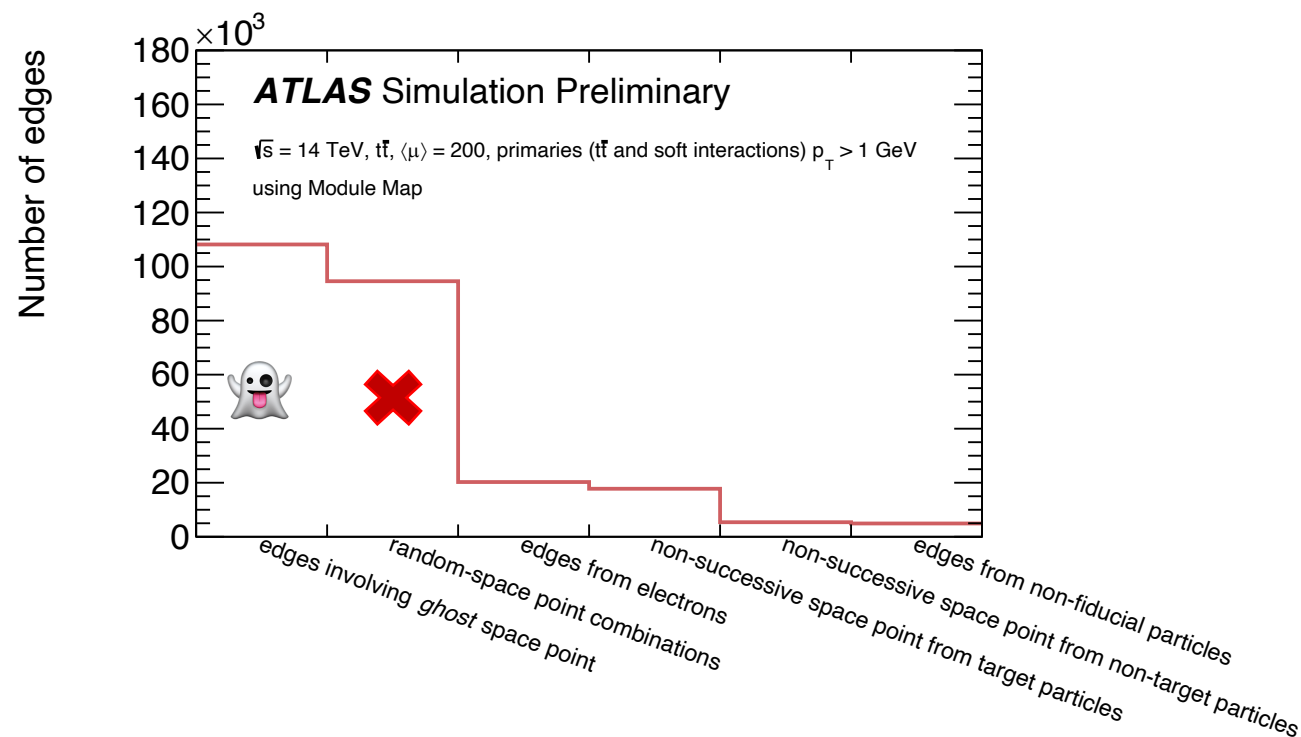 ×10³
180
160
140
120
100
80
60
40
20
0
Number of edges
ATLAS Simulation Preliminary
√s = 14 TeV, tt̄, ⟨μ⟩ = 200, primaries (tt̄ and soft interactions) p_T > 1 GeV
using Module Map
edges involving ghost space point
random-space point combinations
edges from electrons
non-successive space point from target particles
non-successive space point from non-target particles
edges from non-fiducial particles